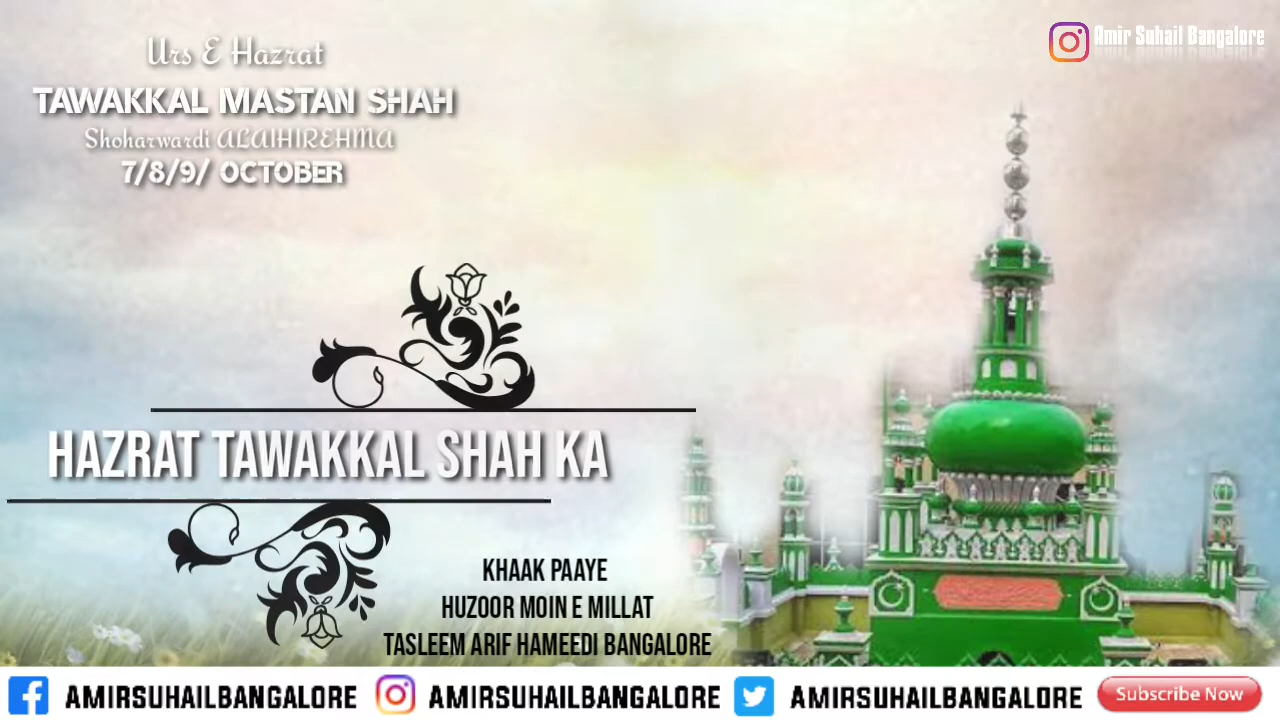 Urs E Hazrat
TAWAKKAL MASTAN SHAH
Shoharwardi ALAIHIREHMA
7/8/9/ OCTOBER
Amir Suhail Bangalore
HAZRAT TAWAKKAL SHAH KA
KHAAK PAAYE
HUZOOR MOIN E MILLAT
TASLEEM ARIF HAMEEDI BANGALORE
AMIRSUHAILBANGALORE AMIRSUHAILBANGALORE AMIRSUHAILBANGALORE Subscribe Now